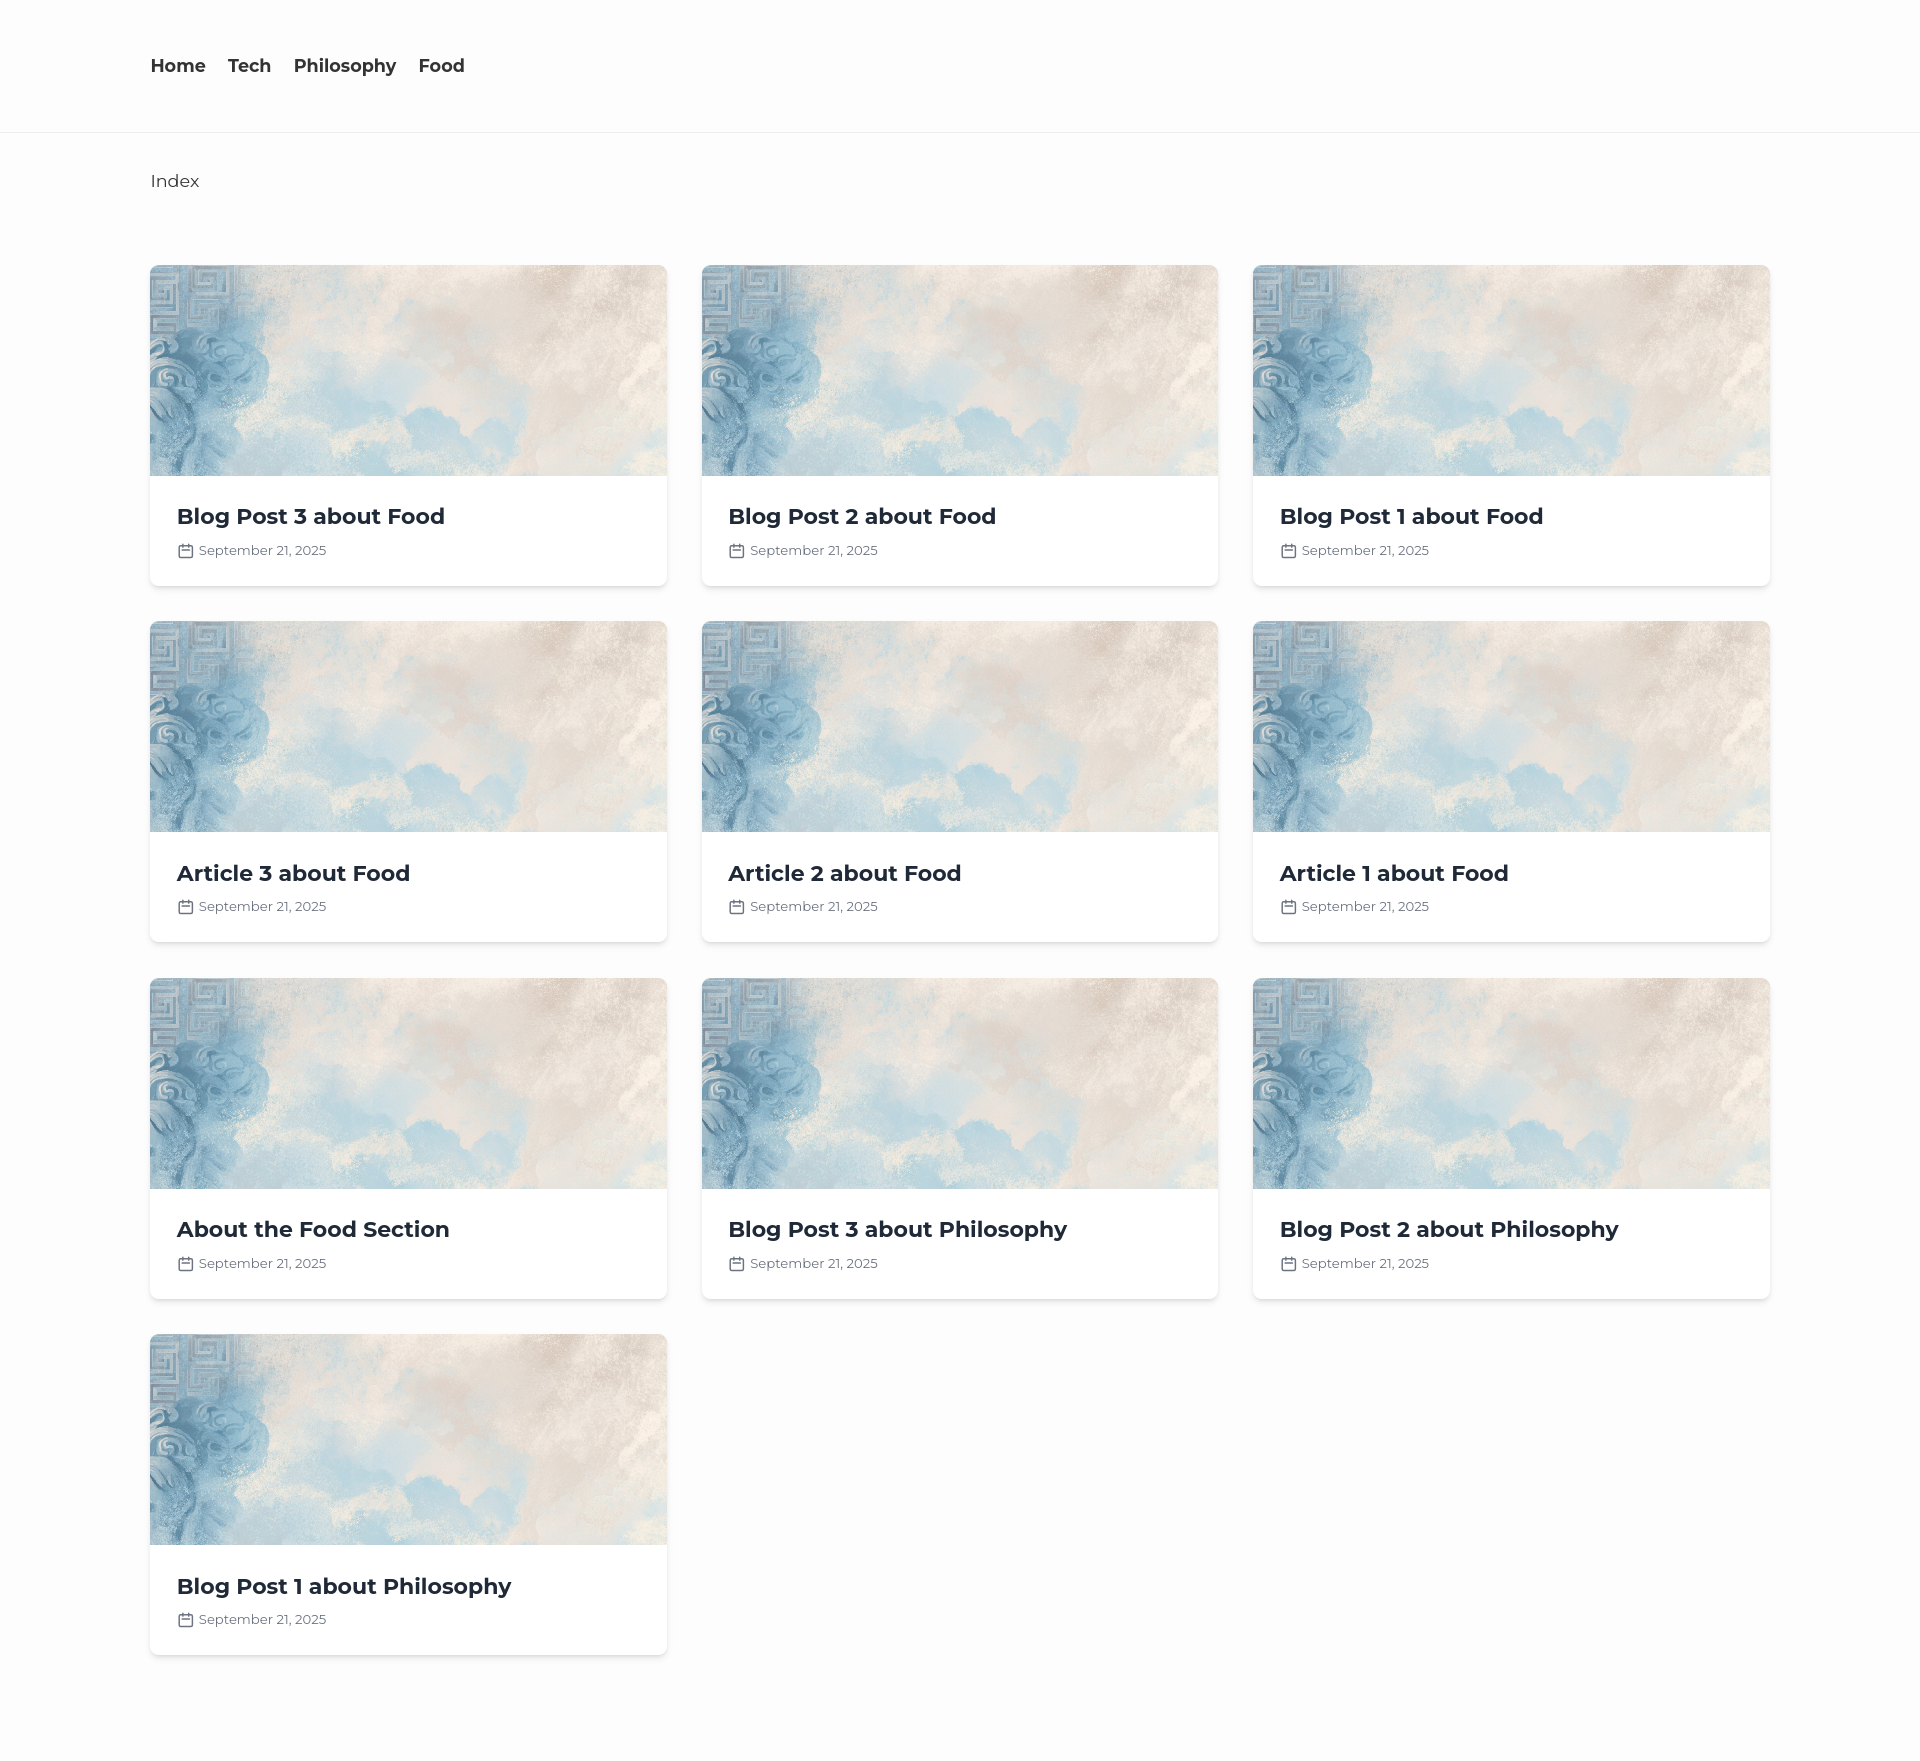 Home Tech Philosophy Food
Index
Blog Post 3 about Food
September 21, 2025
Blog Post 2 about Food
September 21, 2025
Blog Post 1 about Food
September 21, 2025
Article 3 about Food
September 21, 2025
Article 2 about Food
September 21, 2025
Article 1 about Food
September 21, 2025
About the Food Section
September 21, 2025
Blog Post 3 about Philosophy
September 21, 2025
Blog Post 2 about Philosophy
September 21, 2025
Blog Post 1 about Philosophy
September 21, 2025